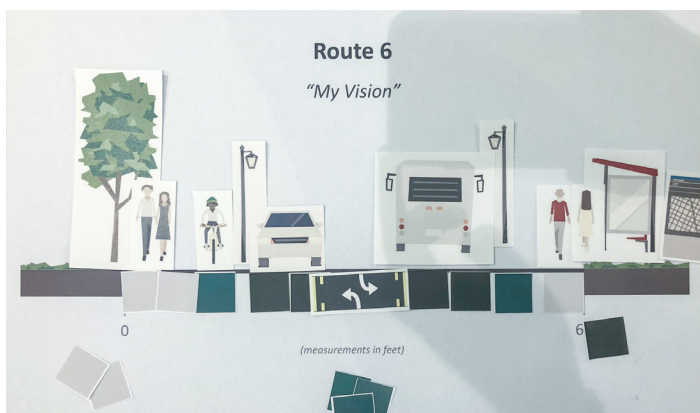 Route 6
“My Vision”
0
6
(measurements in feet)